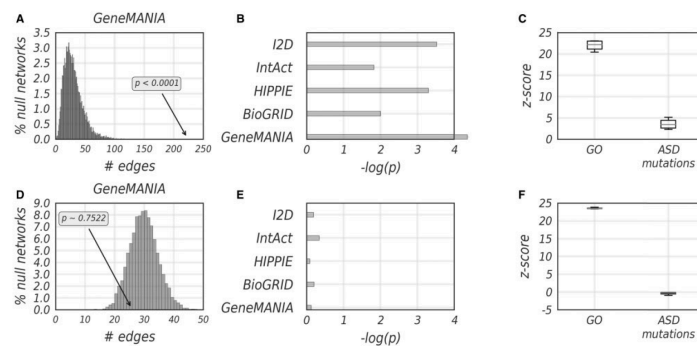 A
GeneMANIA
% null networks
3.5
3.0
2.5
2.0
1.5
1.0
0.5
0.0
p < 0.0001
0 50 100 150 200 250
# edges
B
I2D
IntAct
HIPPIE
BioGRID
GeneMANIA
0 1 2 3 4
-log(p)
C
z-score
25
20
15
10
5
0
GO
ASD
mutations
D
GeneMANIA
% null networks
9.0
8.0
7.0
6.0
5.0
4.0
3.0
2.0
1.0
0.0
p ~ 0.7522
0 10 20 30 40 50
# edges
E
I2D
IntAct
HIPPIE
BioGRID
GeneMANIA
0 1 2 3 4
-log(p)
F
z-score
25
20
15
10
5
0
-5
GO
ASD
mutations